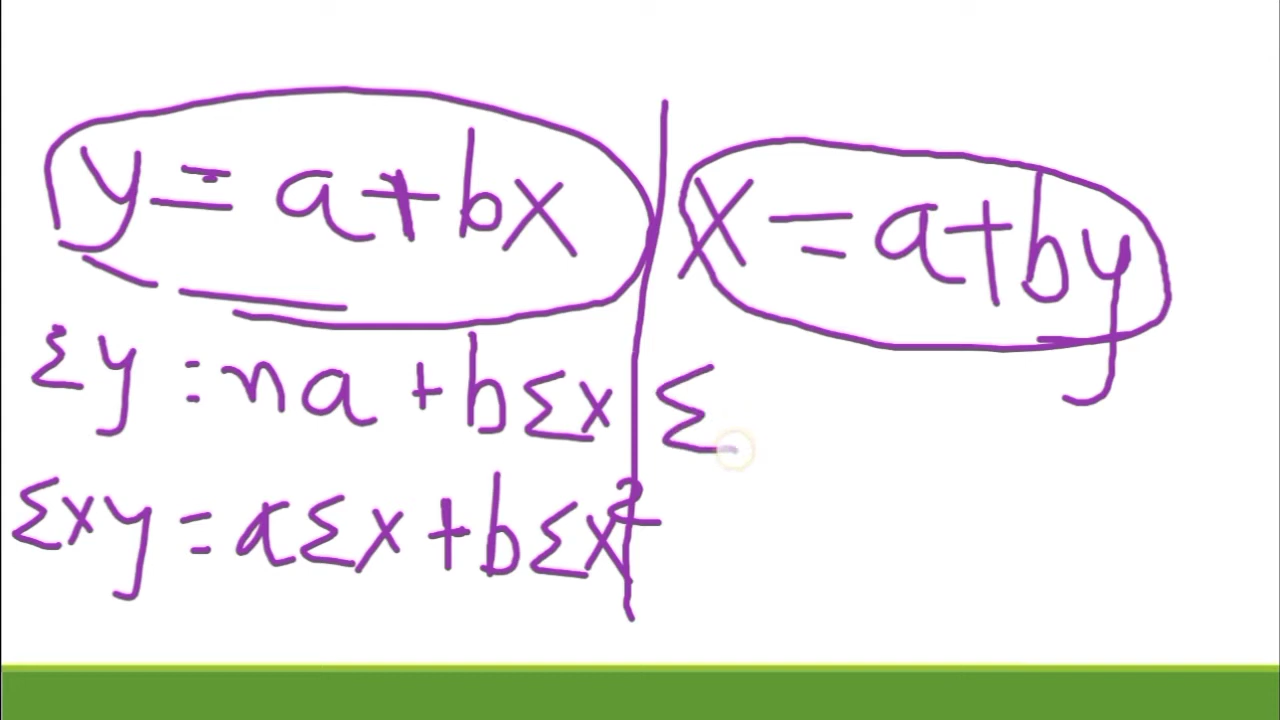 y = a + bx
Σy = na + bΣx
Σxy = aΣx + bΣx²
x = a + by
Σ